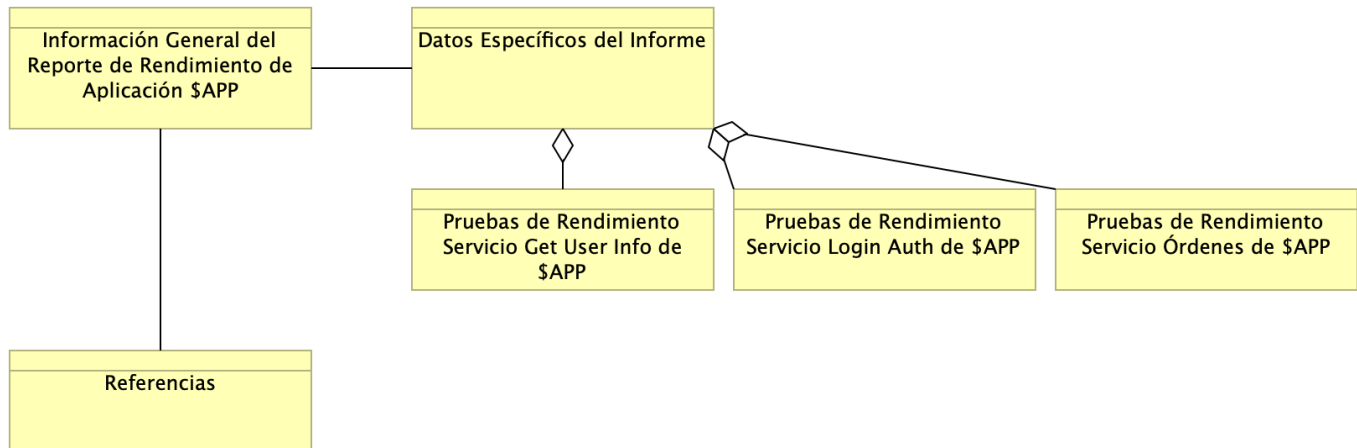 Información General del
Reporte de Rendimiento de
Aplicación $APP
Datos Específicos del Informe
Pruebas de Rendimiento
Servicio Get User Info de
$APP
Pruebas de Rendimiento
Servicio Login Auth de $APP
Pruebas de Rendimiento
Servicio Órdenes de $APP
Referencias